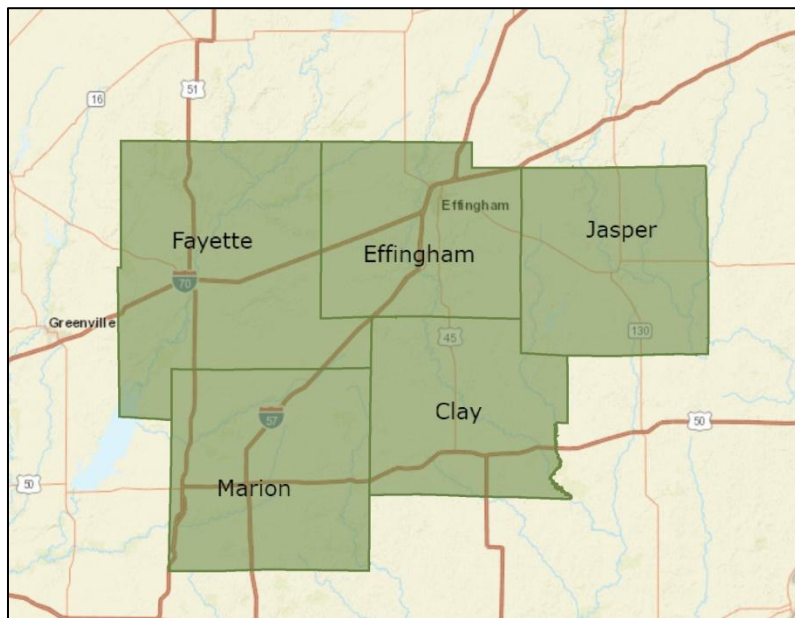 16
51
Effingham
Jasper
Fayette
Effingham
70
Greenville
130
45
57
Clay
50
50
Marion